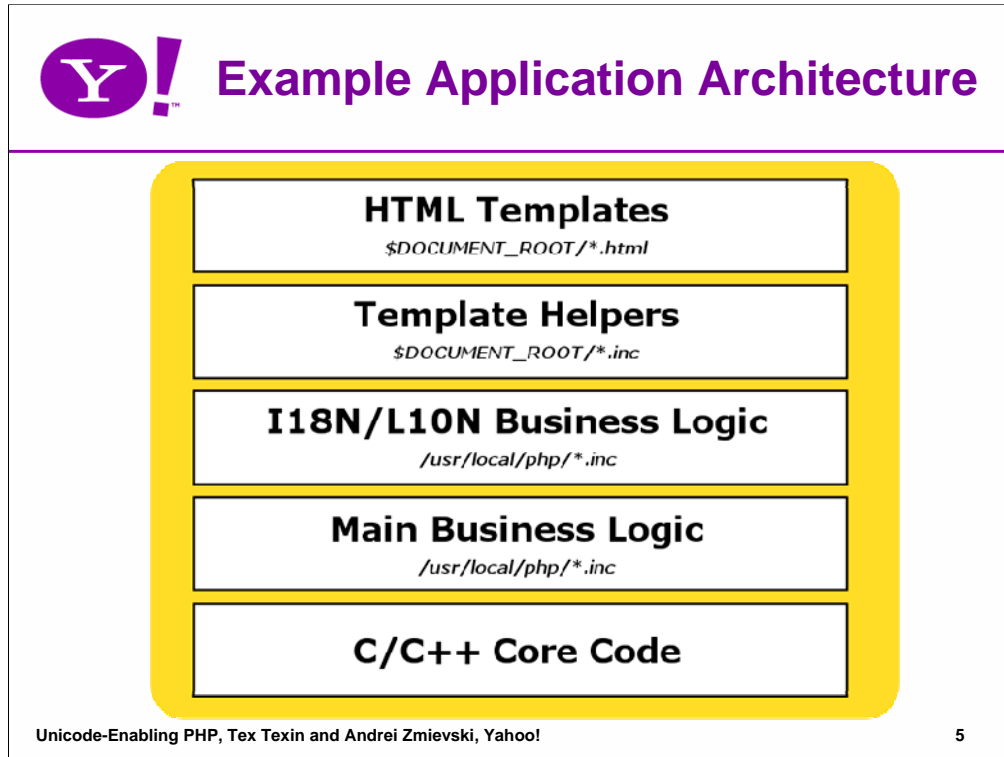 Y! ™
Example Application Architecture
HTML Templates
$DOCUMENT_ROOT/*.html
Template Helpers
$DOCUMENT_ROOT/*.inc
I18N/L10N Business Logic
/usr/local/php/*.inc
Main Business Logic
/usr/local/php/*.inc
C/C++ Core Code
Unicode-Enabling PHP, Tex Texin and Andrei Zmievski, Yahoo! 5